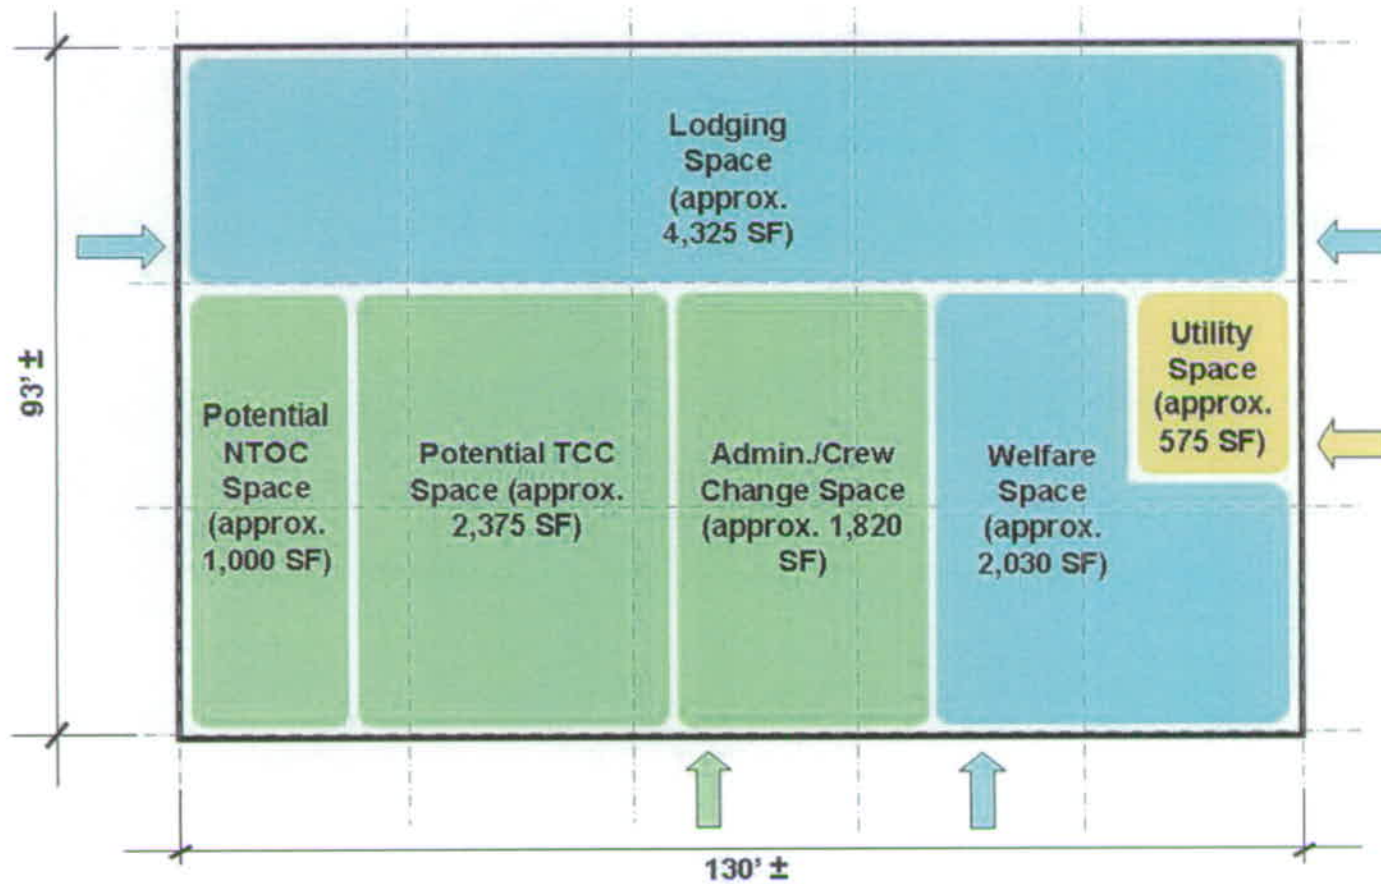 Lodging
Space
(approx.
4,325 SF)
93' ±
Potential
NTOC
Space
(approx.
1,000 SF)
Potential TCC
Space (approx.
2,375 SF)
Admin./Crew
Change Space
(approx. 1,820
SF)
Welfare
Space
(approx.
2,030 SF)
Utility
Space
(approx.
575 SF)
130' ±